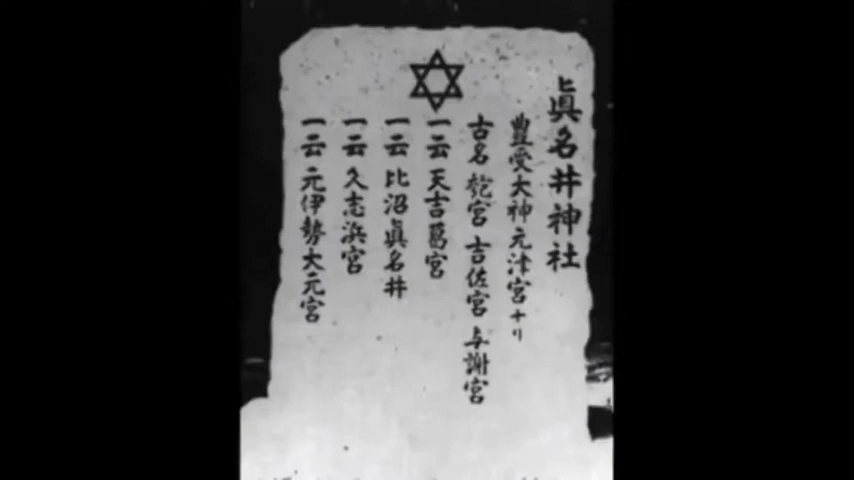 眞名井神社
豊受大神元津宮ナリ
古名 匏宮 吉佐宮 与謝宮
一云 天吉葛宮
一云 比沼眞名井
一云 久志浜宮
一云 元伊勢大元宮